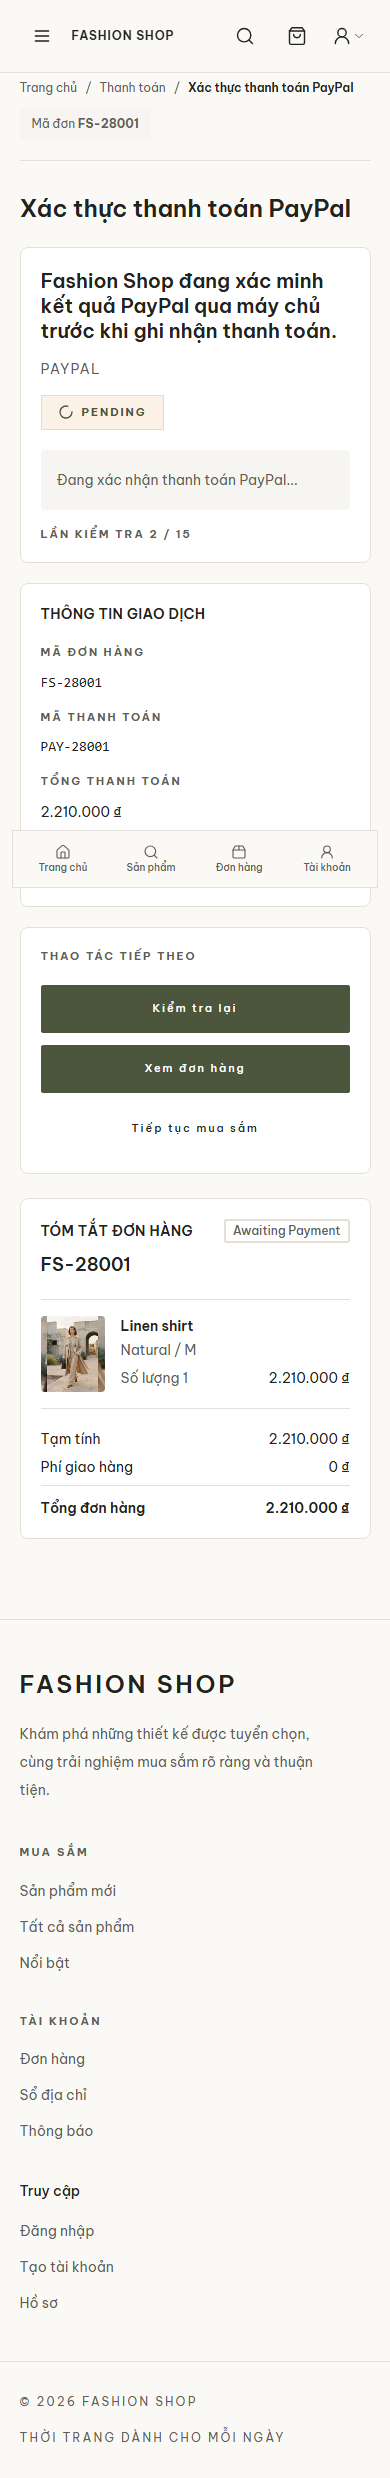 FASHION SHOP
Trang chủ / Thanh toán / Xác thực thanh toán PayPal
Mã đơn FS-28001
Xác thực thanh toán PayPal
Fashion Shop đang xác minh
kết quả PayPal qua máy chủ
trước khi ghi nhận thanh toán.
PAYPAL
PENDING
Đang xác nhận thanh toán PayPal...
LẦN KIỂM TRA 2 / 15
THÔNG TIN GIAO DỊCH
MÃ ĐƠN HÀNG
FS-28001
MÃ THANH TOÁN
PAY-28001
TỔNG THANH TOÁN
2.210.000 ₫
Trang chủ Sản phẩm Đơn hàng Tài khoản
THAO TÁC TIẾP THEO
Kiểm tra lại
Xem đơn hàng
Tiếp tục mua sắm
TÓM TẮT ĐƠN HÀNG Awaiting Payment
FS-28001
Linen shirt
Natural / M
Số lượng 1 2.210.000 ₫
Tạm tính 2.210.000 ₫
Phí giao hàng 0 ₫
Tổng đơn hàng 2.210.000 ₫
FASHION SHOP
Khám phá những thiết kế được tuyển chọn,
cùng trải nghiệm mua sắm rõ ràng và thuận
tiện.
MUA SẮM
Sản phẩm mới
Tất cả sản phẩm
Nổi bật
TÀI KHOẢN
Đơn hàng
Sổ địa chỉ
Thông báo
Truy cập
Đăng nhập
Tạo tài khoản
Hồ sơ
© 2026 FASHION SHOP
THỜI TRANG DÀNH CHO MỖI NGÀY